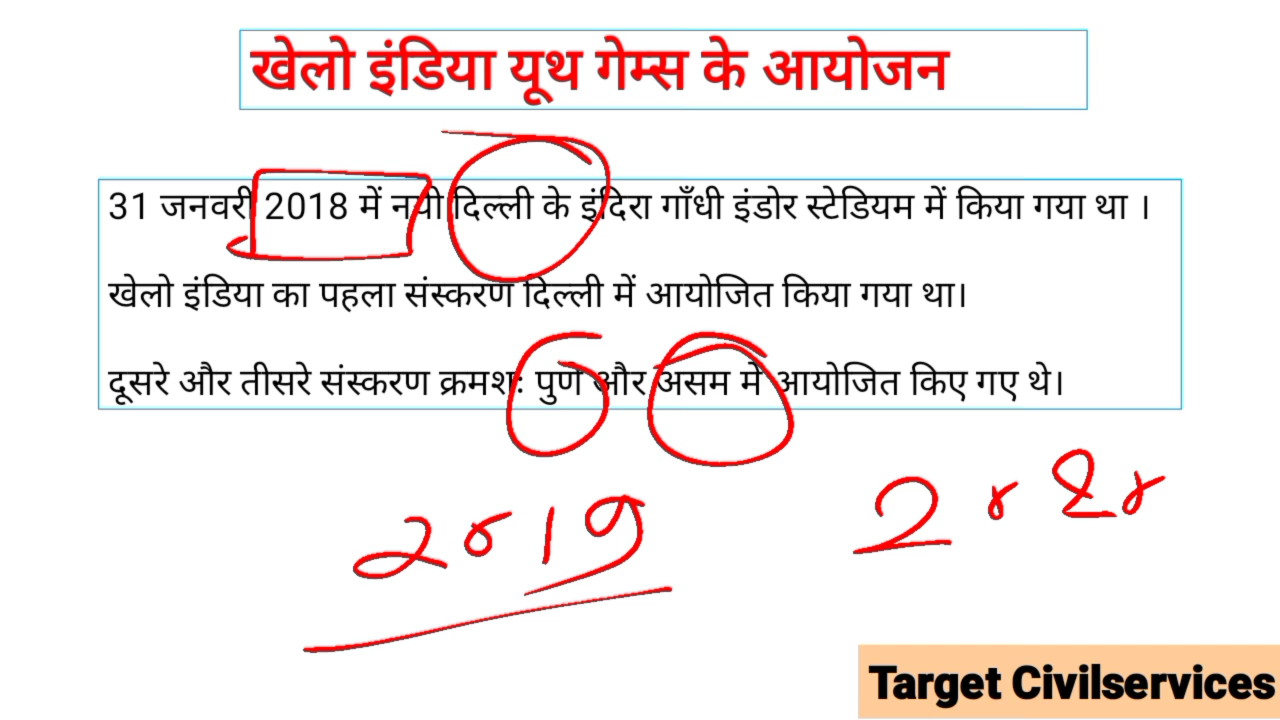 खेलो इंडिया यूथ गेम्स के आयोजन
31 जनवरी 2018 में नयी दिल्ली के इंदिरा गाँधी इंडोर स्टेडियम में किया गया था ।
खेलो इंडिया का पहला संस्करण दिल्ली में आयोजित किया गया था।
दूसरे और तीसरे संस्करण क्रमशः पुणे और असम में आयोजित किए गए थे।
2019 2020
Target Civilservices